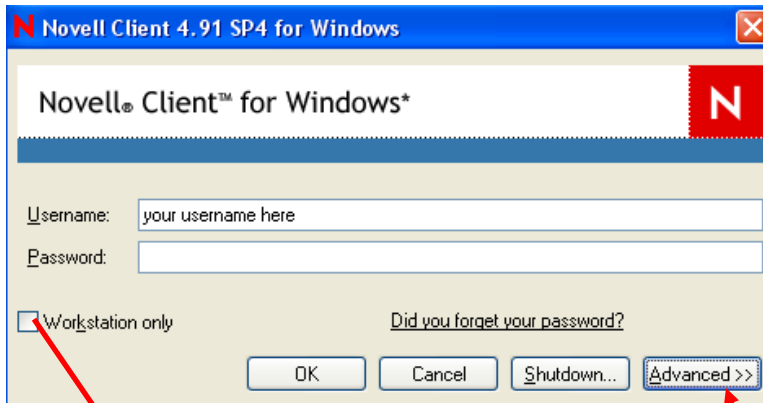 N Novell Client 4.91 SP4 for Windows
Novell® Client™ for Windows*
N
Username: your username here
Password:
Workstation only
Did you forget your password?
OK Cancel Shutdown... Advanced >>